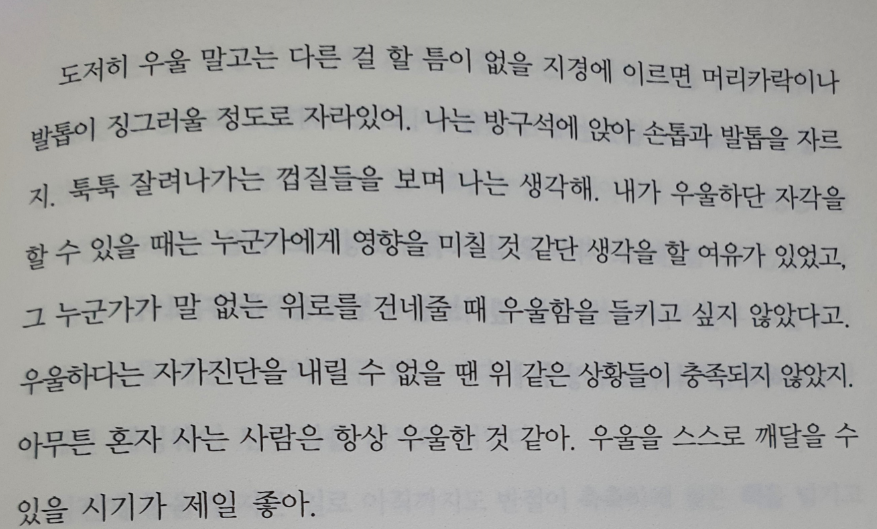 도저히 우울 말고는 다른 걸 할 틈이 없을 지경에 이르면 머리카락이나
발톱이 징그러울 정도로 자라있어. 나는 방구석에 앉아 손톱과 발톱을 자르
지. 툭툭 잘려나가는 껍질들을 보며 나는 생각해. 내가 우울하단 자각을
할 수 있을 때는 누군가에게 영향을 미칠 것 같단 생각을 할 여유가 있었고,
그 누군가가 말 없는 위로를 건네줄 때 우울함을 들키고 싶지 않았다고.
우울하다는 자가진단을 내릴 수 없을 땐 위 같은 상황들이 충족되지 않았지.
아무튼 혼자 사는 사람은 항상 우울한 것 같아. 우울을 스스로 깨달을 수
있을 시기가 제일 좋아.